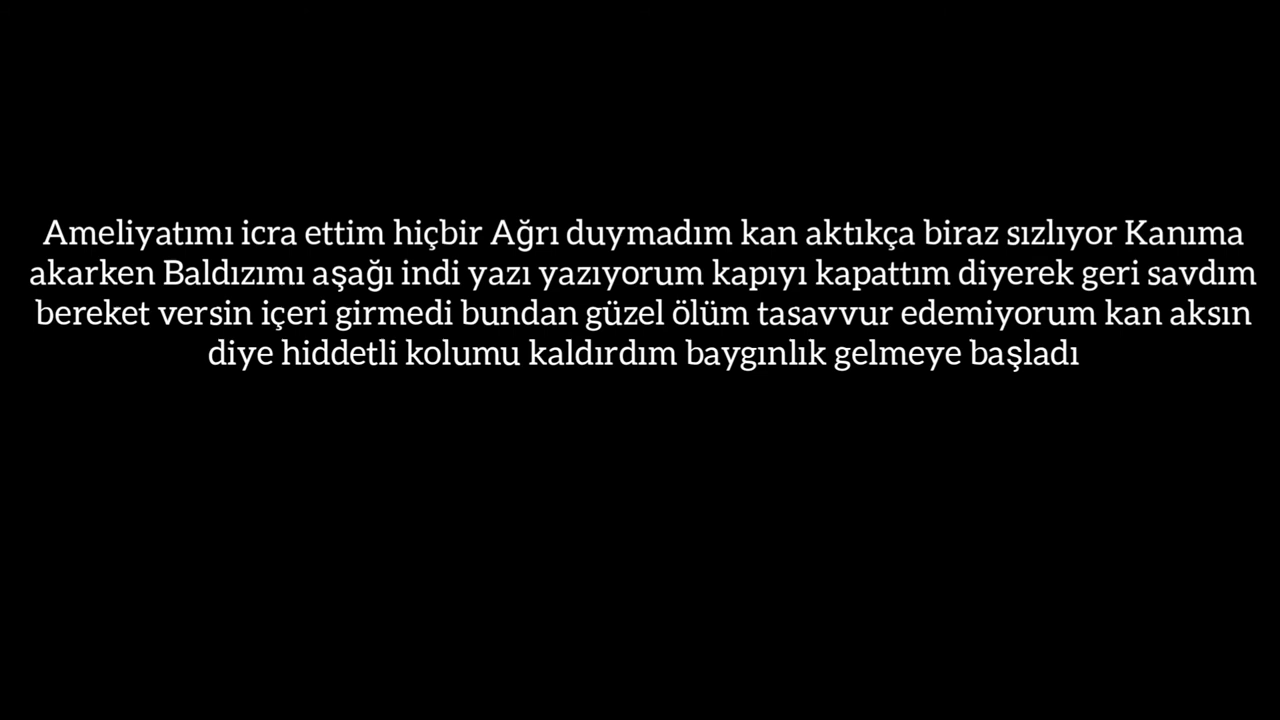 Ameliyatımı icra ettim hiçbir Ağrı duymadım kan aktıkça biraz sızlıyor Kanıma
akarken Baldızımı aşağı indi yazı yazıyorum kapıyı kapattım diyerek geri savdım
bereket versin içeri girmedi bundan güzel ölüm tasavvur edemiyorum kan aksın
diye hiddetli kolumu kaldırdım baygınlık gelmeye başladı